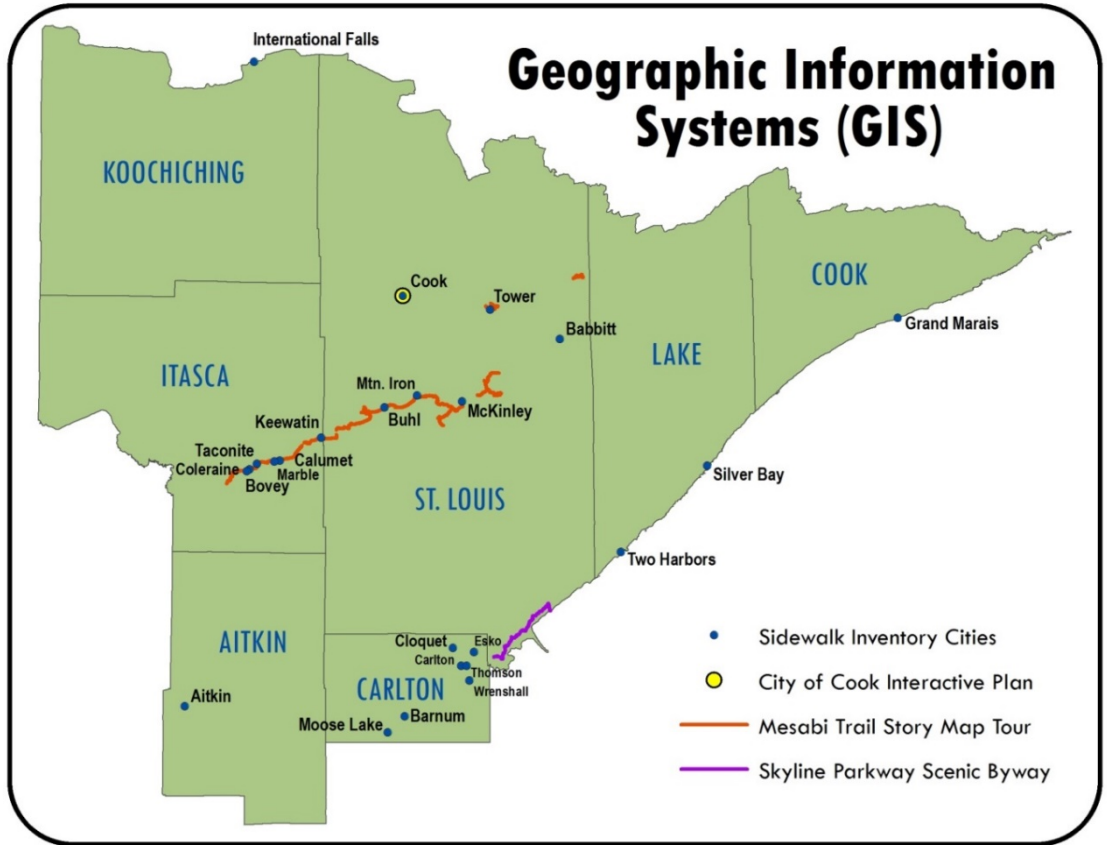 International Falls
Geographic Information
Systems (GIS)
KOOCHICHING
COOK
Cook
Tower
Grand Marais
Babbitt
LAKE
ITASCA
Mtn. Iron
McKinley
Buhl
Keewatin
Taconite
Calumet
Coleraine
Marble
Bovey
Silver Bay
ST. LOUIS
Two Harbors
AITKIN
Cloquet
Esko
Carlton
Thomson
Wrenshall
CARLTON
Aitkin
Barnum
Moose Lake
Sidewalk Inventory Cities
City of Cook Interactive Plan
Mesabi Trail Story Map Tour
Skyline Parkway Scenic Byway